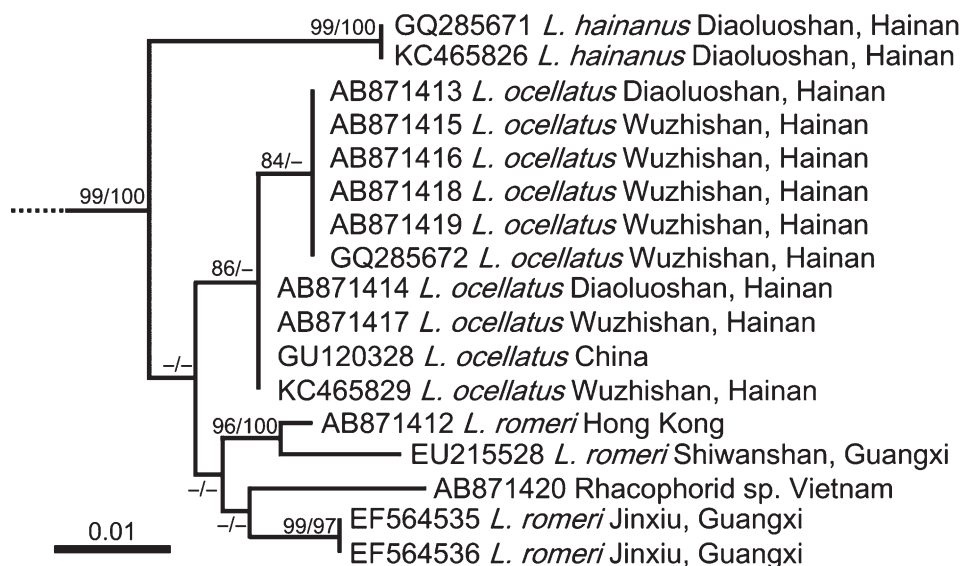 99/100
GQ285671 L. hainanus Diaoluoshan, Hainan
KC465826 L. hainanus Diaoluoshan, Hainan
AB871413 L. ocellatus Diaoluoshan, Hainan
AB871415 L. ocellatus Wuzhishan, Hainan
84/–
AB871416 L. ocellatus Wuzhishan, Hainan
99/100
AB871418 L. ocellatus Wuzhishan, Hainan
AB871419 L. ocellatus Wuzhishan, Hainan
GQ285672 L. ocellatus Wuzhishan, Hainan
86/–
AB871414 L. ocellatus Diaoluoshan, Hainan
AB871417 L. ocellatus Wuzhishan, Hainan
GU120328 L. ocellatus China
–/–
KC465829 L. ocellatus Wuzhishan, Hainan
96/100
AB871412 L. romeri Hong Kong
EU215528 L. romeri Shiwanshan, Guangxi
–/–
AB871420 Rhacophorid sp. Vietnam
–/–
99/97
EF564535 L. romeri Jinxiu, Guangxi
EF564536 L. romeri Jinxiu, Guangxi
0.01